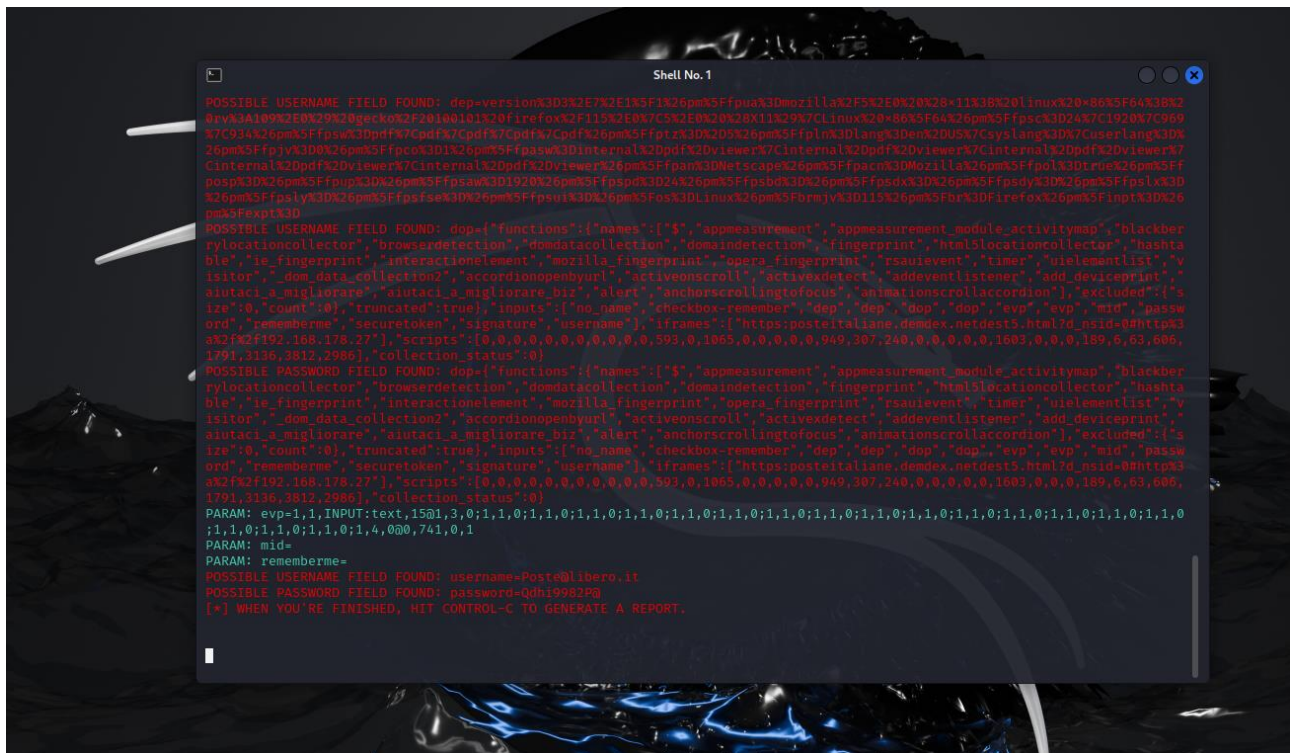 Shell No. 1
POSSIBLE USERNAME FIELD FOUND: dep=version%3D3%2E7%2E1%5F1%26pm%5Ffpua%3Dmozilla%2F5%2E0%20%28×11%3B%20linux%20×86%5F64%3B%2
0rv%3A109%2E0%29%20gecko%2F20100101%20firefox%2F115%2E0%7C5%2E0%20%28X11%29%7CLinux%20×86%5F64%26pm%5Ffpsc%3D24%7C1920%7C969
%7C934%26pm%5Ffpsw%3Dpdf%7Cpdf%7Cpdf%7Cpdf%7Cpdf%26pm%5Ffptz%3D%2D5%26pm%5Ffpln%3Dlang%3Den%2DUS%7Csyslang%3D%7Cuserlang%3D%
26pm%5Ffpjv%3D0%26pm%5Ffpco%3D1%26pm%5Ffpasw%3Dinternal%2Dpdf%2Dviewer%7Cinternal%2Dpdf%2Dviewer%7Cinternal%2Dpdf%2Dviewer%7
Cinternal%2Dpdf%2Dviewer%7Cinternal%2Dpdf%2Dviewer%26pm%5Ffpan%3DNetscape%26pm%5Ffpacn%3DMozilla%26pm%5Ffpol%3Dtrue%26pm%5Ff
posp%3D%26pm%5Ffpup%3D%26pm%5Ffpsaw%3D1920%26pm%5Ffpspd%3D24%26pm%5Ffpsbd%3D%26pm%5Ffpsdx%3D%26pm%5Ffpsdy%3D%26pm%5Ffpslx%3D
%26pm%5Ffpsly%3D%26pm%5Ffpsfse%3D%26pm%5Ffpsui%3D%26pm%5Fos%3DLinux%26pm%5Fbrmjv%3D115%26pm%5Fbr%3DFirefox%26pm%5Finpt%3D%26
pm%5Fexpt%3D
POSSIBLE USERNAME FIELD FOUND: dop={"functions":{"names":["$","appmeasurement","appmeasurement_module_activitymap","blackber
rylocationcollector","browserdetection","domdatacollection","domaindetection","fingerprint","html5locationcollector","hashta
ble","ie_fingerprint","interactionelement","mozilla_fingerprint","opera_fingerprint","rsauievent","timer","uielementlist","v
isitor","_dom_data_collection2","accordionopenbyurl","activeonscroll","activexdetect","addeventlistener","add_deviceprint","
aiutaci_a_migliorare","aiutaci_a_migliorare_biz","alert","anchorscrollingtofocus","animationscrollaccordion"],"excluded":{"s
ize":0,"count":0},"truncated":true},"inputs":["no_name","checkbox-remember","dep","dep","dop","dop","evp","evp","mid","passw
ord","rememberme","securetoken","signature","username"],"iframes":["https:posteitaliane.demdex.netdest5.html?d_nsid=0#http%3
a%2f%2f192.168.178.27"],"scripts":[0,0,0,0,0,0,0,0,0,0,0,593,0,1065,0,0,0,0,0,949,307,240,0,0,0,0,0,0,1603,0,0,0,189,6,63,606,
1791,3136,3812,2986],"collection_status":0}
POSSIBLE PASSWORD FIELD FOUND: dop={"functions":{"names":["$","appmeasurement","appmeasurement_module_activitymap","blackber
rylocationcollector","browserdetection","domdatacollection","domaindetection","fingerprint","html5locationcollector","hashta
ble","ie_fingerprint","interactionelement","mozilla_fingerprint","opera_fingerprint","rsauievent","timer","uielementlist","v
isitor","_dom_data_collection2","accordionopenbyurl","activeonscroll","activexdetect","addeventlistener","add_deviceprint","
aiutaci_a_migliorare","aiutaci_a_migliorare_biz","alert","anchorscrollingtofocus","animationscrollaccordion"],"excluded":{"s
ize":0,"count":0},"truncated":true},"inputs":["no_name","checkbox-remember","dep","dep","dop","dop","evp","evp","mid","passw
ord","rememberme","securetoken","signature","username"],"iframes":["https:posteitaliane.demdex.netdest5.html?d_nsid=0#http%3
a%2f%2f192.168.178.27"],"scripts":[0,0,0,0,0,0,0,0,0,0,0,593,0,1065,0,0,0,0,0,949,307,240,0,0,0,0,0,0,1603,0,0,0,189,6,63,606,
1791,3136,3812,2986],"collection_status":0}
PARAM: evp=1,1,INPUT:text,15@1,3,0;1,1,0;1,1,0;1,1,0;1,1,0;1,1,0;1,1,0;1,1,0;1,1,0;1,1,0;1,1,0;1,1,0;1,1,0;1,1,0;1,1,0;1,1,0
;1,1,0;1,1,0;1,1,0;1,4,0@0,741,0,1
PARAM: mid=
PARAM: rememberme=
POSSIBLE USERNAME FIELD FOUND: username=Poste@libero.it
POSSIBLE PASSWORD FIELD FOUND: password=Qdhi9982P@
[*] WHEN YOU'RE FINISHED, HIT CONTROL-C TO GENERATE A REPORT.